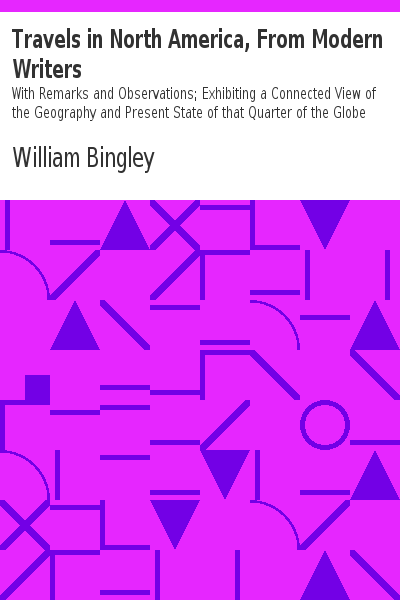 Travels in North America, From Modern
Writers
With Remarks and Observations; Exhibiting a Connected View of
the Geography and Present State of that Quarter of the Globe
William Bingley